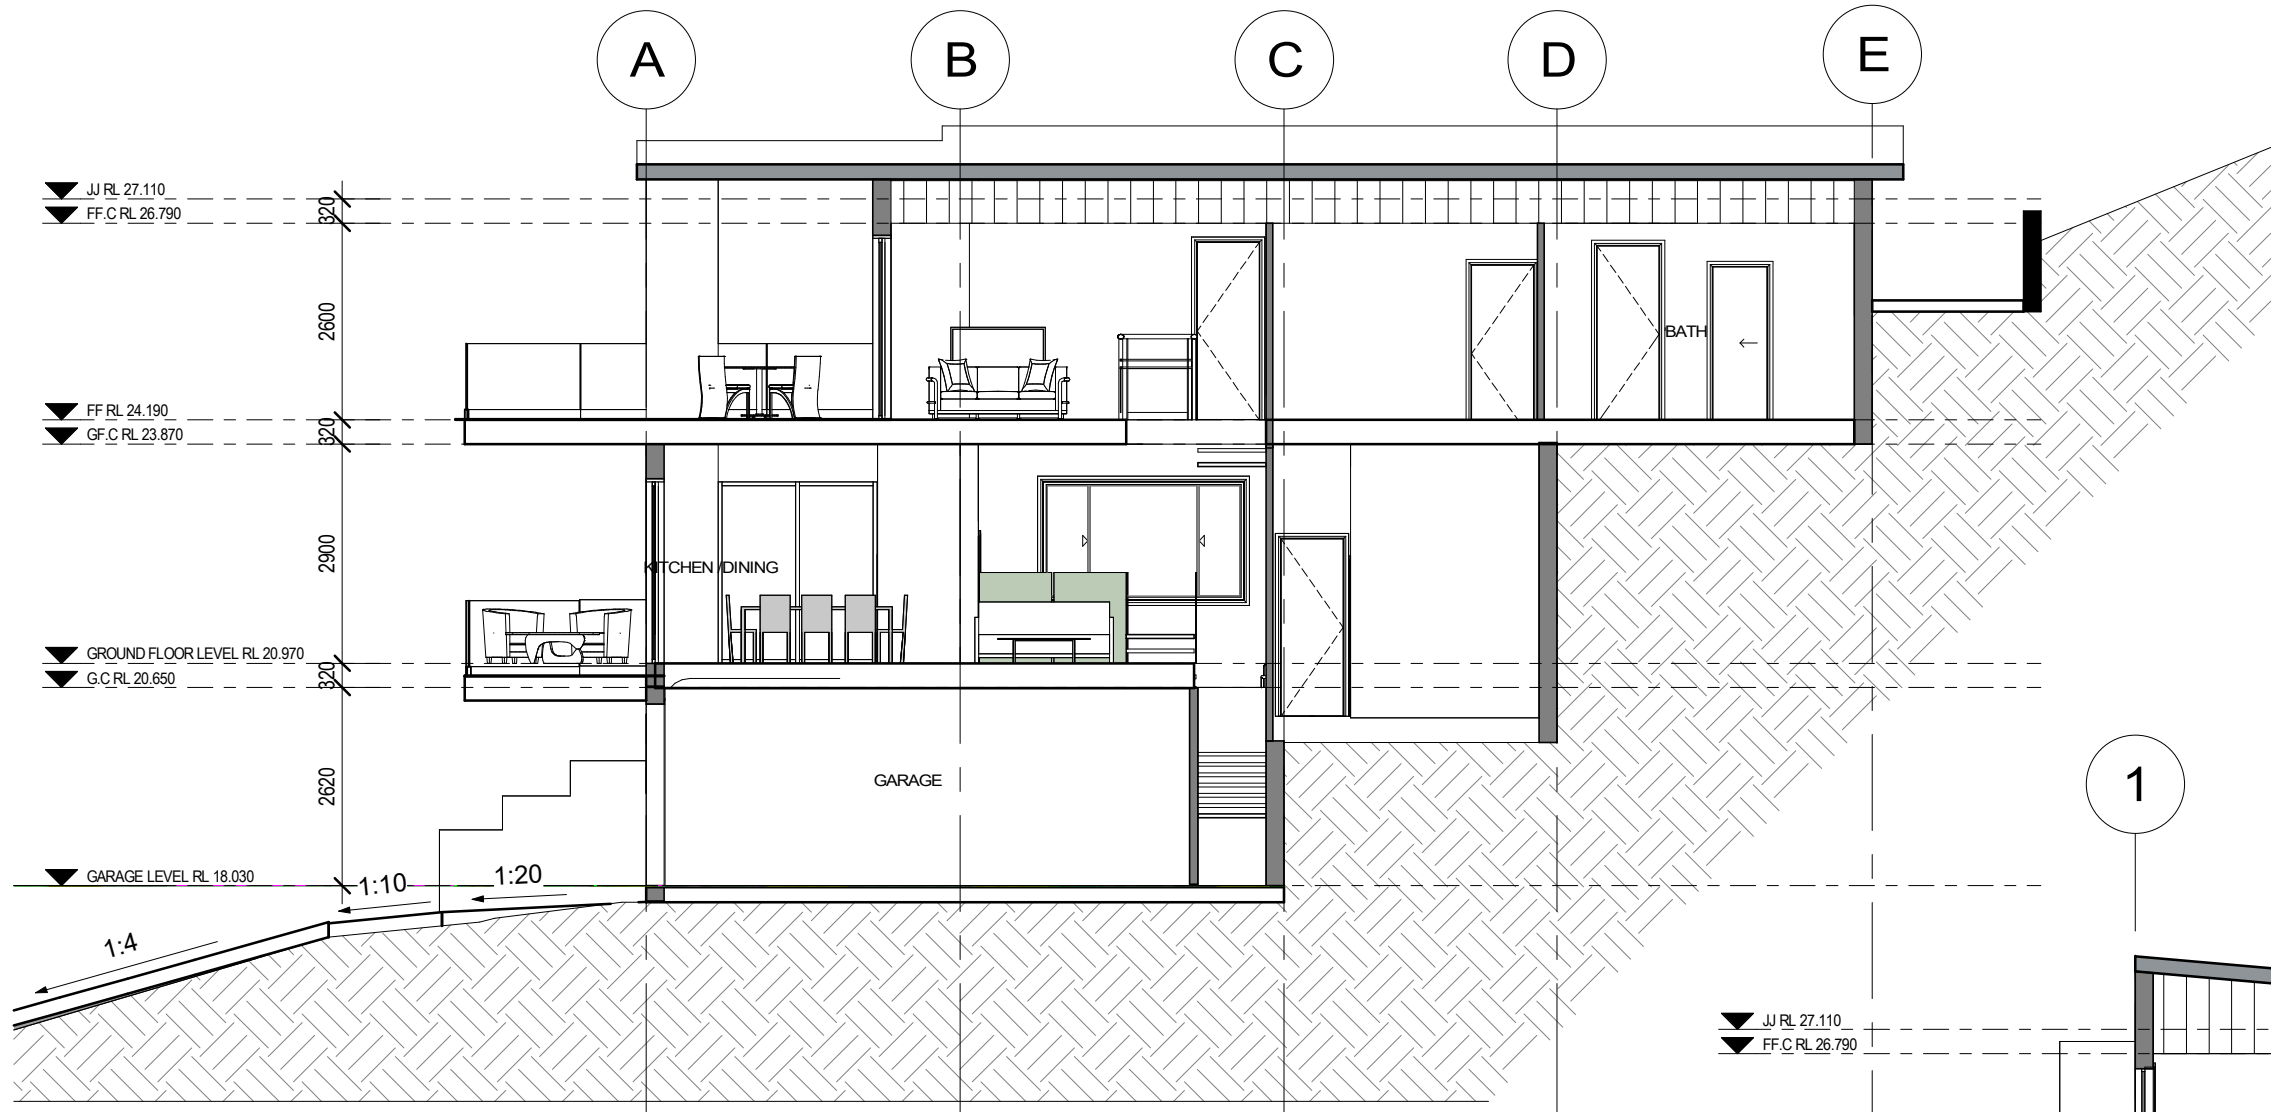 A B C D E
JJ RL 27.110
320
FF.C RL 26.790
2600
BATH
FF RL 24.190
320
GF.C RL 23.870
2900
KITCHEN /DINING
GROUND FLOOR LEVEL RL 20.970
320
G.C RL 20.650
2620
GARAGE
1
GARAGE LEVEL RL 18.030
1:10
1:20
1:4
JJ RL 27.110
FF.C RL 26.790